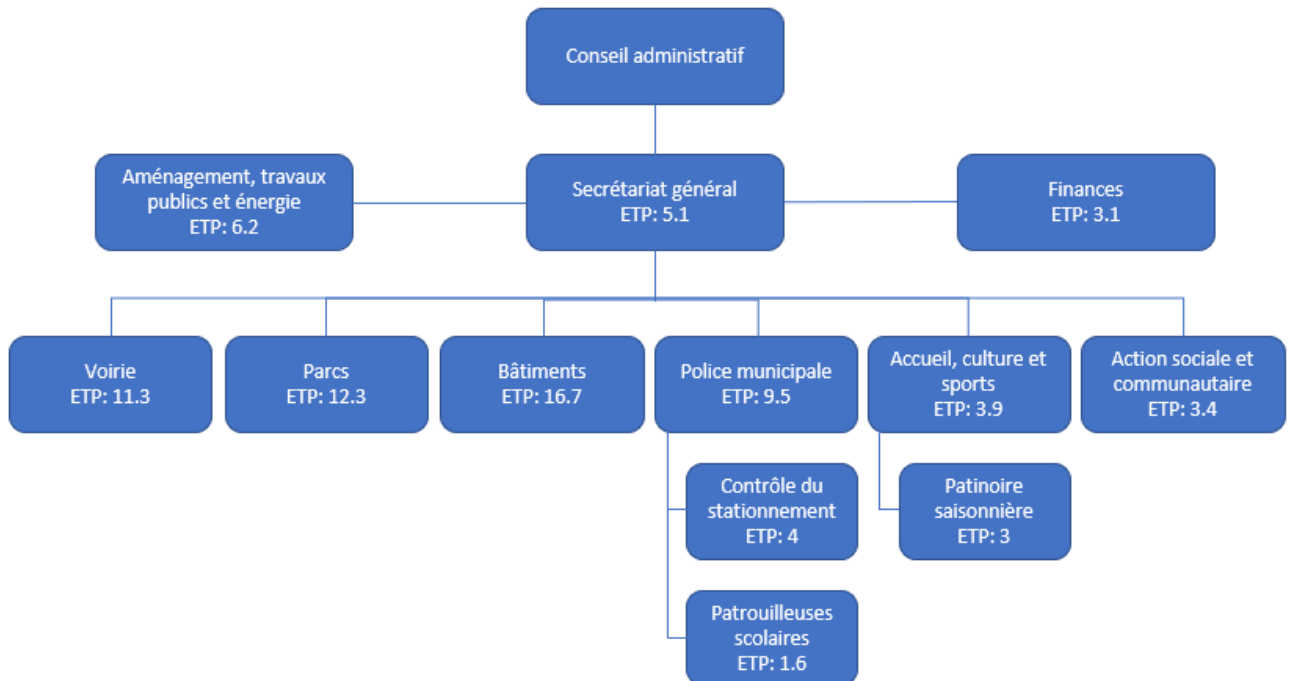 Conseil administratif
Aménagement, travaux
publics et énergie
ETP: 6.2
Secrétariat général
ETP: 5.1
Finances
ETP: 3.1
Voirie
ETP: 11.3
Parcs
ETP: 12.3
Bâtiments
ETP: 16.7
Police municipale
ETP: 9.5
Accueil, culture et
sports
ETP: 3.9
Action sociale et
communautaire
ETP: 3.4
Contrôle du
stationnement
ETP: 4
Patinoire
saisonnière
ETP: 3
Patrouilleuses
scolaires
ETP: 1.6